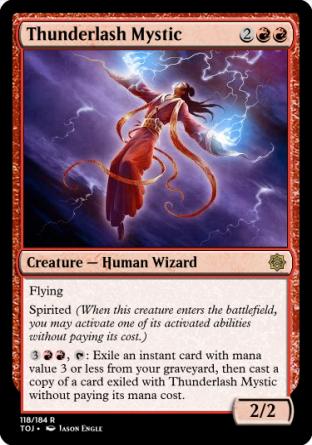 Thunderlash Mystic 2RR
Creature — Human Wizard
Flying
Spirited (When this creature enters the battlefield,
you may activate one of its activated abilities
without paying its cost.)
3RR, T: Exile an instant card with mana
value 3 or less from your graveyard, then cast a
copy of a card exiled with Thunderlash Mystic
without paying its mana cost.
2/2
118/184 R
TOJ • Jason Engle